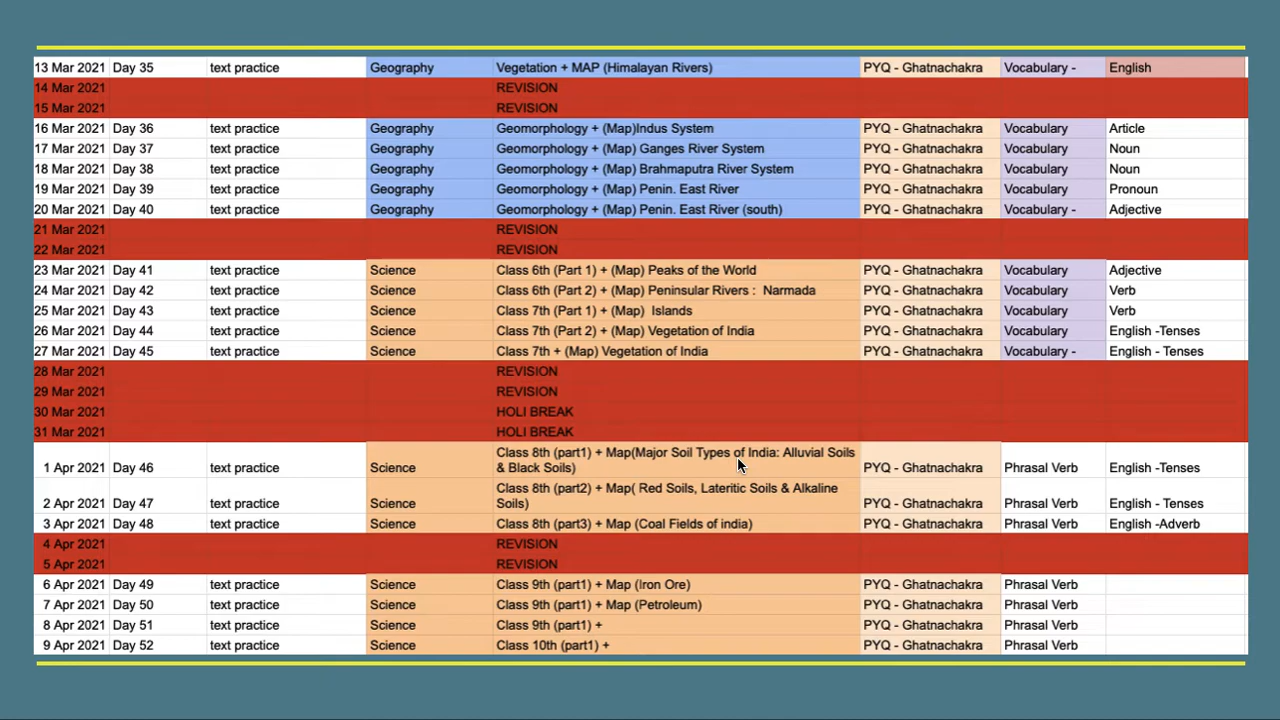 13 Mar 2021 Day 35 text practice Geography Vegetation + MAP (Himalayan Rivers) PYQ - Ghatnachakra Vocabulary - English
14 Mar 2021 REVISION
15 Mar 2021 REVISION
16 Mar 2021 Day 36 text practice Geography Geomorphology + (Map)Indus System PYQ - Ghatnachakra Vocabulary Article
17 Mar 2021 Day 37 text practice Geography Geomorphology + (Map) Ganges River System PYQ - Ghatnachakra Vocabulary Noun
18 Mar 2021 Day 38 text practice Geography Geomorphology + (Map) Brahmaputra River System PYQ - Ghatnachakra Vocabulary Noun
19 Mar 2021 Day 39 text practice Geography Geomorphology + (Map) Penin. East River PYQ - Ghatnachakra Vocabulary Pronoun
20 Mar 2021 Day 40 text practice Geography Geomorphology + (Map) Penin. East River (south) PYQ - Ghatnachakra Vocabulary - Adjective
21 Mar 2021 REVISION
22 Mar 2021 REVISION
23 Mar 2021 Day 41 text practice Science Class 6th (Part 1) + (Map) Peaks of the World PYQ - Ghatnachakra Vocabulary Adjective
24 Mar 2021 Day 42 text practice Science Class 6th (Part 2) + (Map) Peninsular Rivers : Narmada PYQ - Ghatnachakra Vocabulary Verb
25 Mar 2021 Day 43 text practice Science Class 7th (Part 1) + (Map) Islands PYQ - Ghatnachakra Vocabulary Verb
26 Mar 2021 Day 44 text practice Science Class 7th (Part 2) + (Map) Vegetation of India PYQ - Ghatnachakra Vocabulary English -Tenses
27 Mar 2021 Day 45 text practice Science Class 7th + (Map) Vegetation of India PYQ - Ghatnachakra Vocabulary - English - Tenses
28 Mar 2021 REVISION
29 Mar 2021 REVISION
30 Mar 2021 HOLI BREAK
31 Mar 2021 HOLI BREAK
Class 8th (part1) + Map(Major Soil Types of India: Alluvial Soils
1 Apr 2021 Day 46 text practice Science & Black Soils) PYQ - Ghatnachakra Phrasal Verb English -Tenses
Class 8th (part2) + Map( Red Soils, Lateritic Soils & Alkaline
2 Apr 2021 Day 47 text practice Science Soils) PYQ - Ghatnachakra Phrasal Verb English - Tenses
3 Apr 2021 Day 48 text practice Science Class 8th (part3) + Map (Coal Fields of india) PYQ - Ghatnachakra Phrasal Verb English -Adverb
4 Apr 2021 REVISION
5 Apr 2021 REVISION
6 Apr 2021 Day 49 text practice Science Class 9th (part1) + Map (Iron Ore) PYQ - Ghatnachakra Phrasal Verb
7 Apr 2021 Day 50 text practice Science Class 9th (part1) + Map (Petroleum) PYQ - Ghatnachakra Phrasal Verb
8 Apr 2021 Day 51 text practice Science Class 9th (part1) + PYQ - Ghatnachakra Phrasal Verb
9 Apr 2021 Day 52 text practice Science Class 10th (part1) + PYQ - Ghatnachakra Phrasal Verb